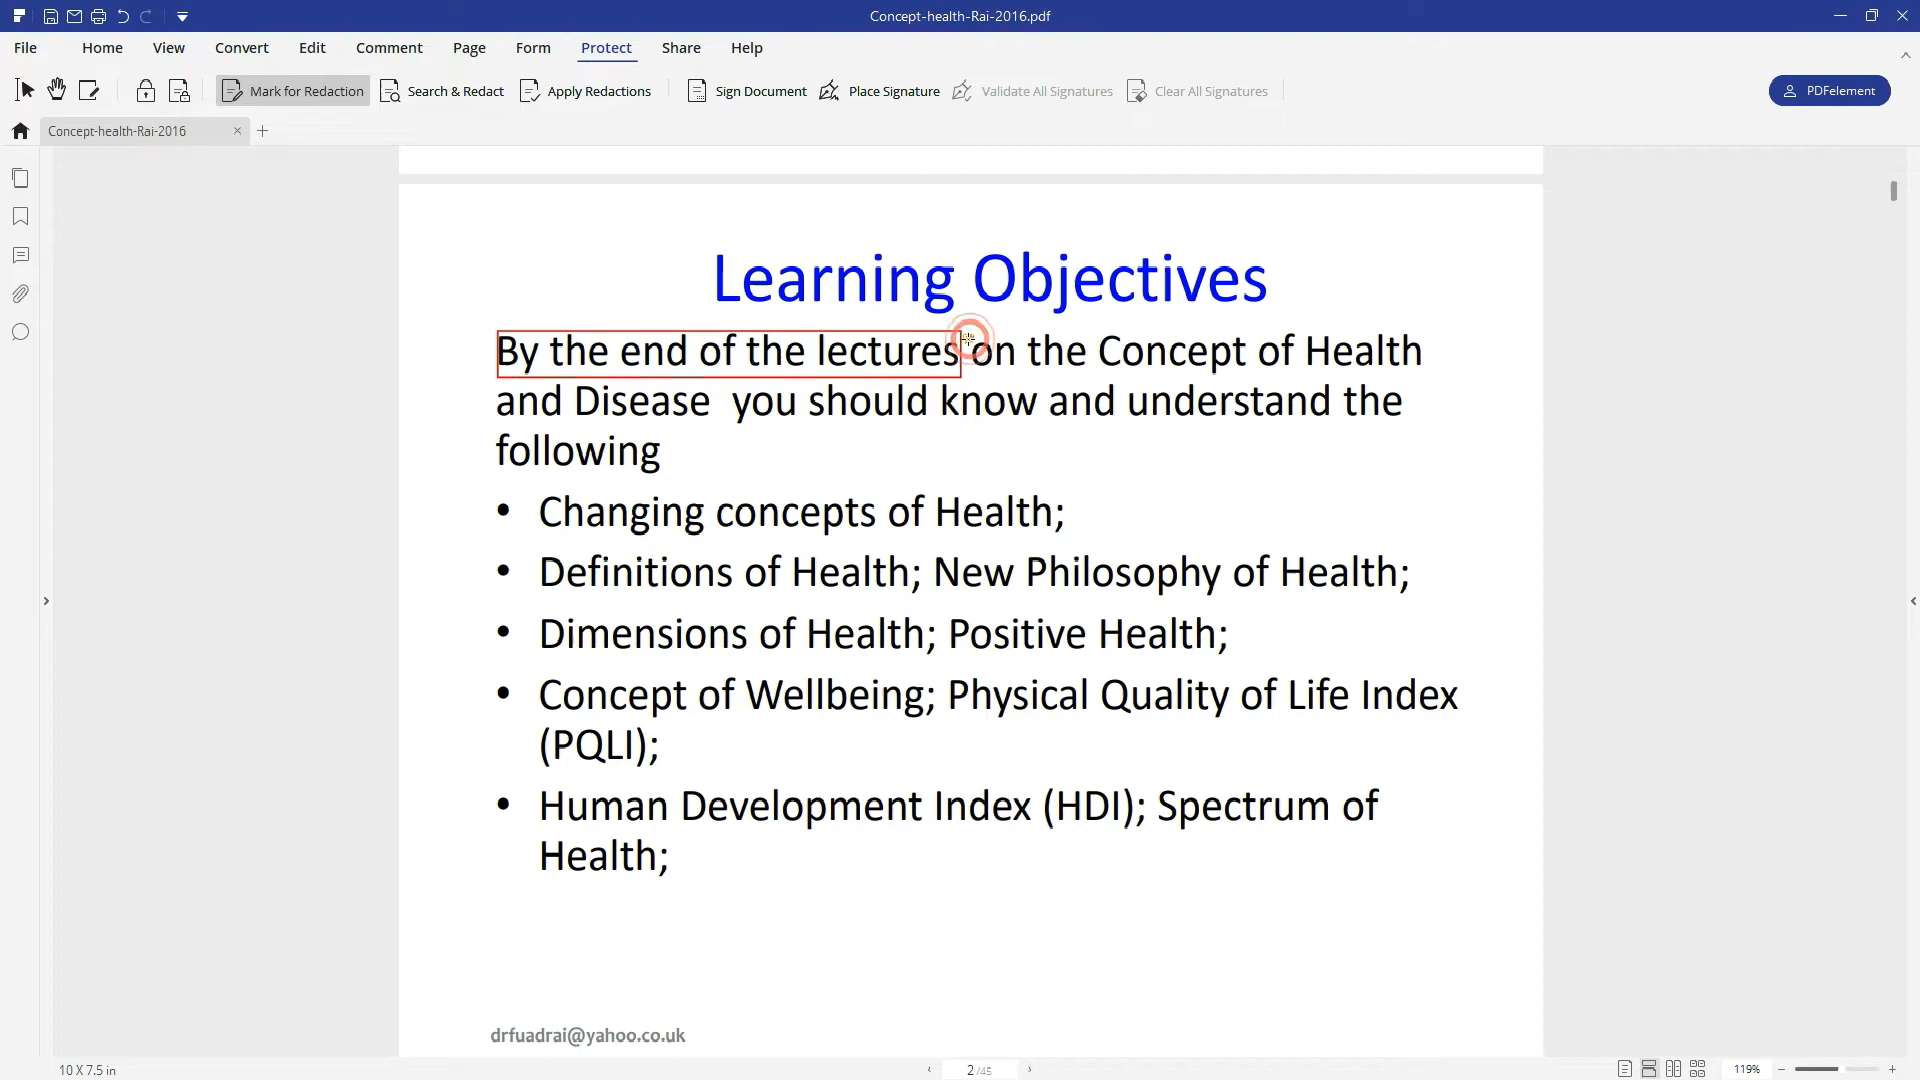 Concept-health-Rai-2016.pdf
File Home View Convert Edit Comment Page Form Protect Share Help
Mark for Redaction Search & Redact Apply Redactions Sign Document Place Signature Validate All Signatures Clear All Signatures PDFelement
Concept-health-Rai-2016
Learning Objectives
By the end of the lectures on the Concept of Health
and Disease you should know and understand the
following
• Changing concepts of Health;
• Definitions of Health; New Philosophy of Health;
• Dimensions of Health; Positive Health;
• Concept of Wellbeing; Physical Quality of Life Index
(PQLI);
• Human Development Index (HDI); Spectrum of
Health;
drfuadrai@yahoo.co.uk
10 X 7.5 in 2 /45 119%